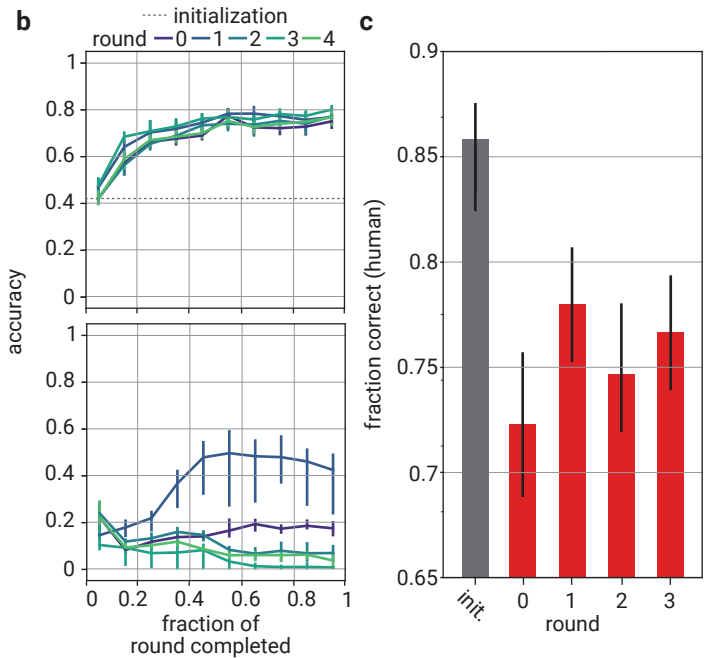 b
initialization
round 0 1 2 3 4
1
0.8
0.6
0.4
0.2
0
accuracy
1
0.8
0.6
0.4
0.2
0
0 0.2 0.4 0.6 0.8 1
fraction of
round completed
c
0.9
0.85
0.8
0.75
0.7
0.65
fraction correct (human)
init. 0 1 2 3
round